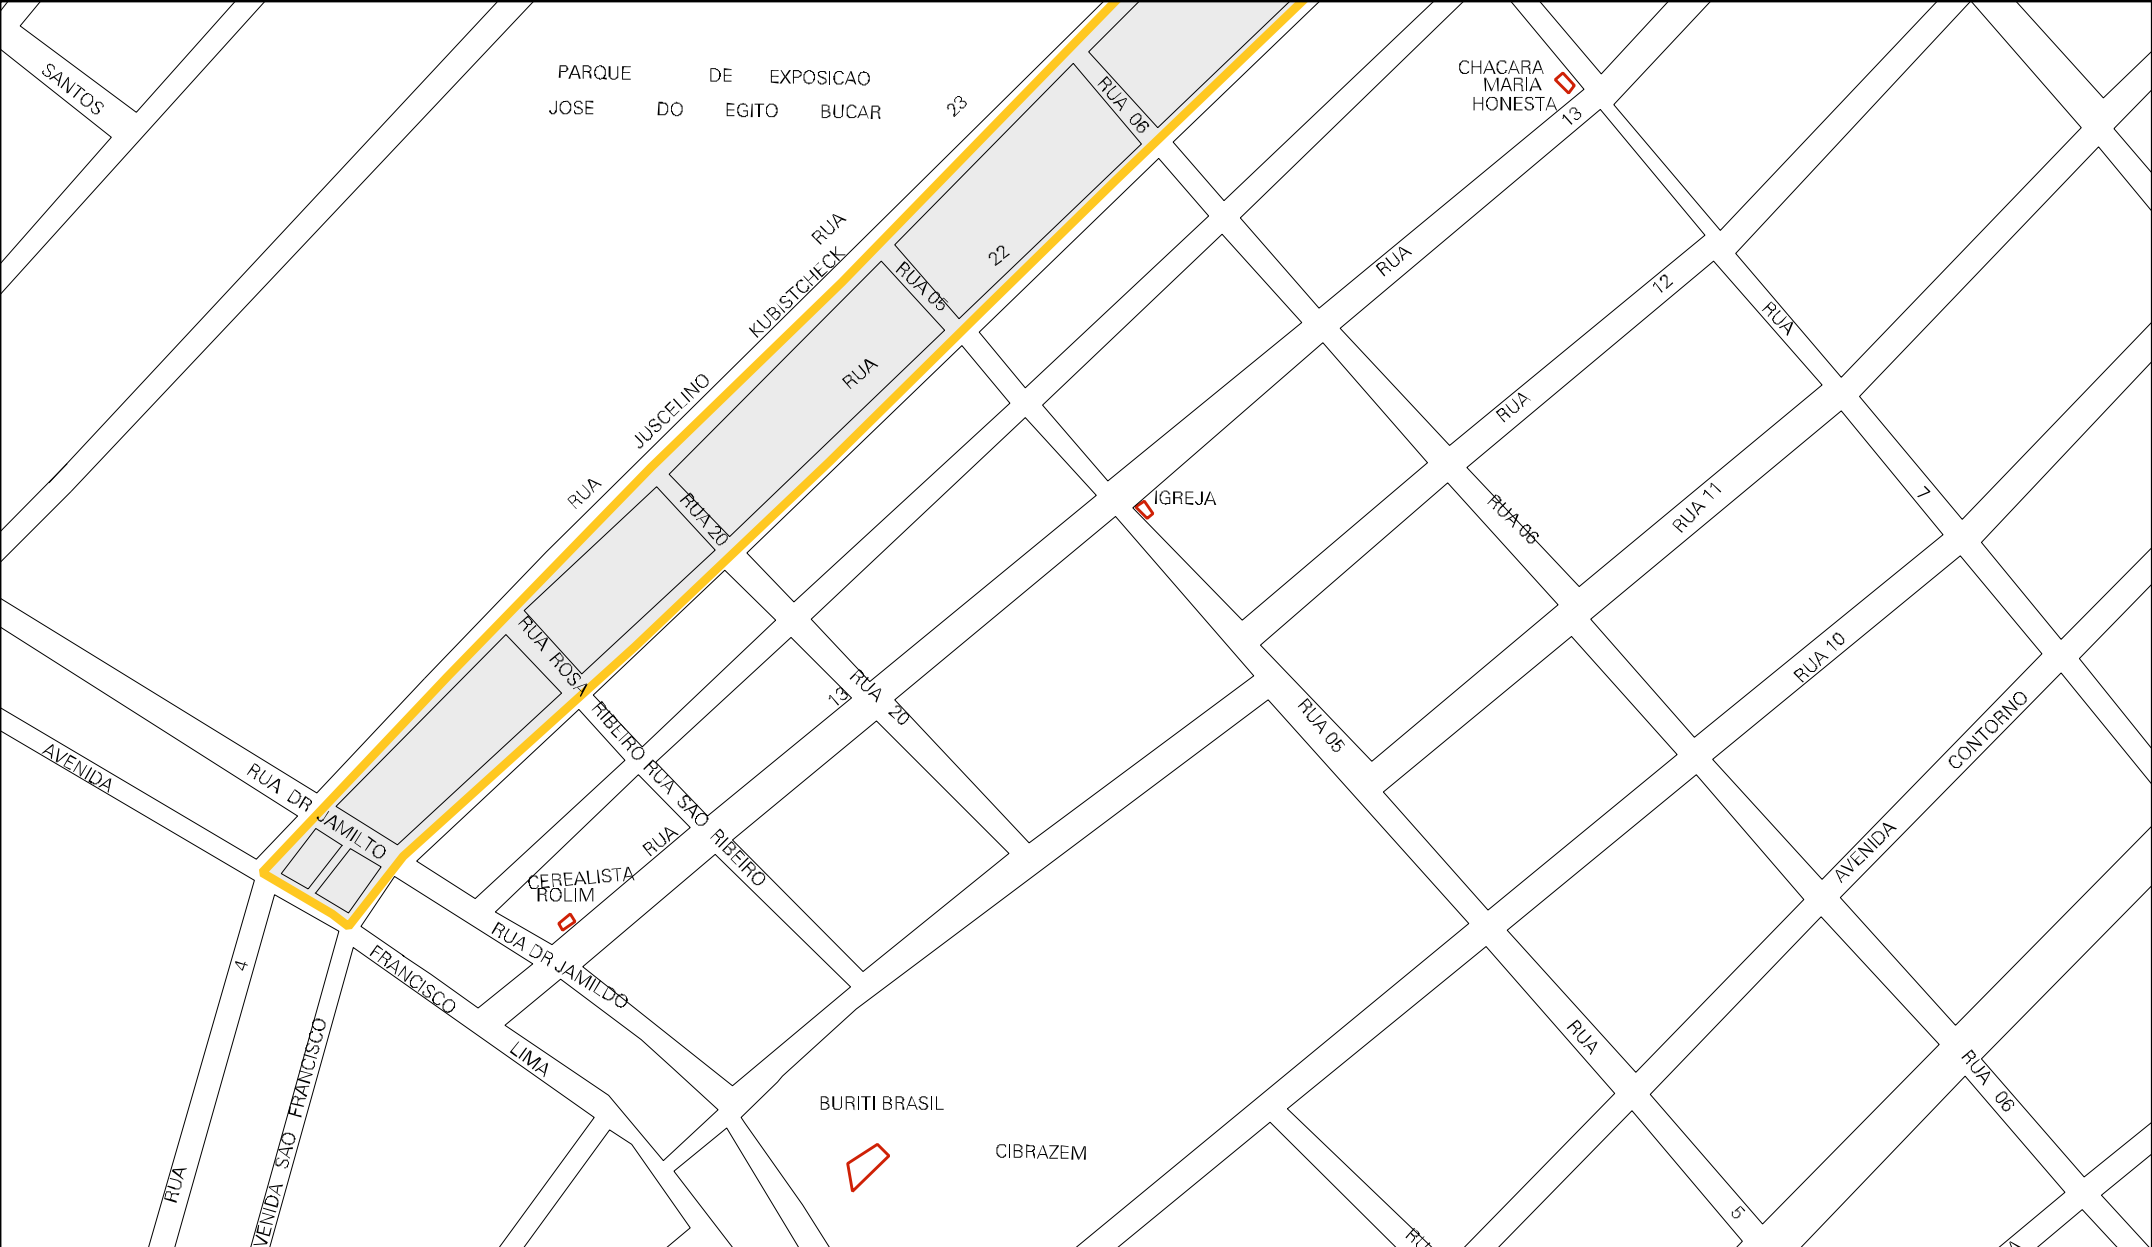 SANTOS
PARQUE DE EXPOSICAO
JOSE DO EGITO BUCAR
23
RUA 06
CHACARA
MARIA
HONESTA
13
RUA
KUBISTCHECK
JUSCELINO
RUA
RUA 05
22
RUA
RUA
12
RUA
RUA
7
RUA 20
IGREJA
RUA 06
RUA 11
RUA ROSA
RIBEIRO
RUA SAO
RIBEIRO
13
RUA 20
RUA 05
RUA 10
AVENIDA CONTORNO
AVENIDA
RUA DR
JAMILTO
RUA
CEREALISTA
ROLIM
RUA DR JAMILDO
FRANCISCO
LIMA
4
RUA
VENIDA SAO FRANCISCO
BURITI BRASIL
CIBRAZEM
RUA
5
RUA 06